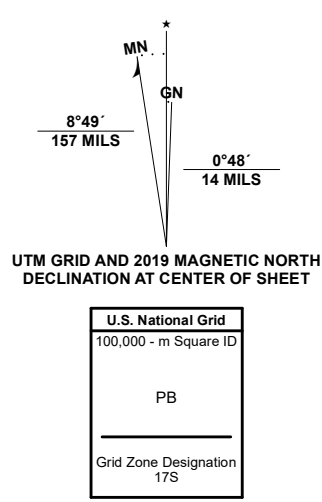 ★
MN
GN
8°49´
157 MILS
0°48´
14 MILS
UTM GRID AND 2019 MAGNETIC NORTH
DECLINATION AT CENTER OF SHEET
U.S. National Grid
100,000 - m Square ID
PB
Grid Zone Designation
17S